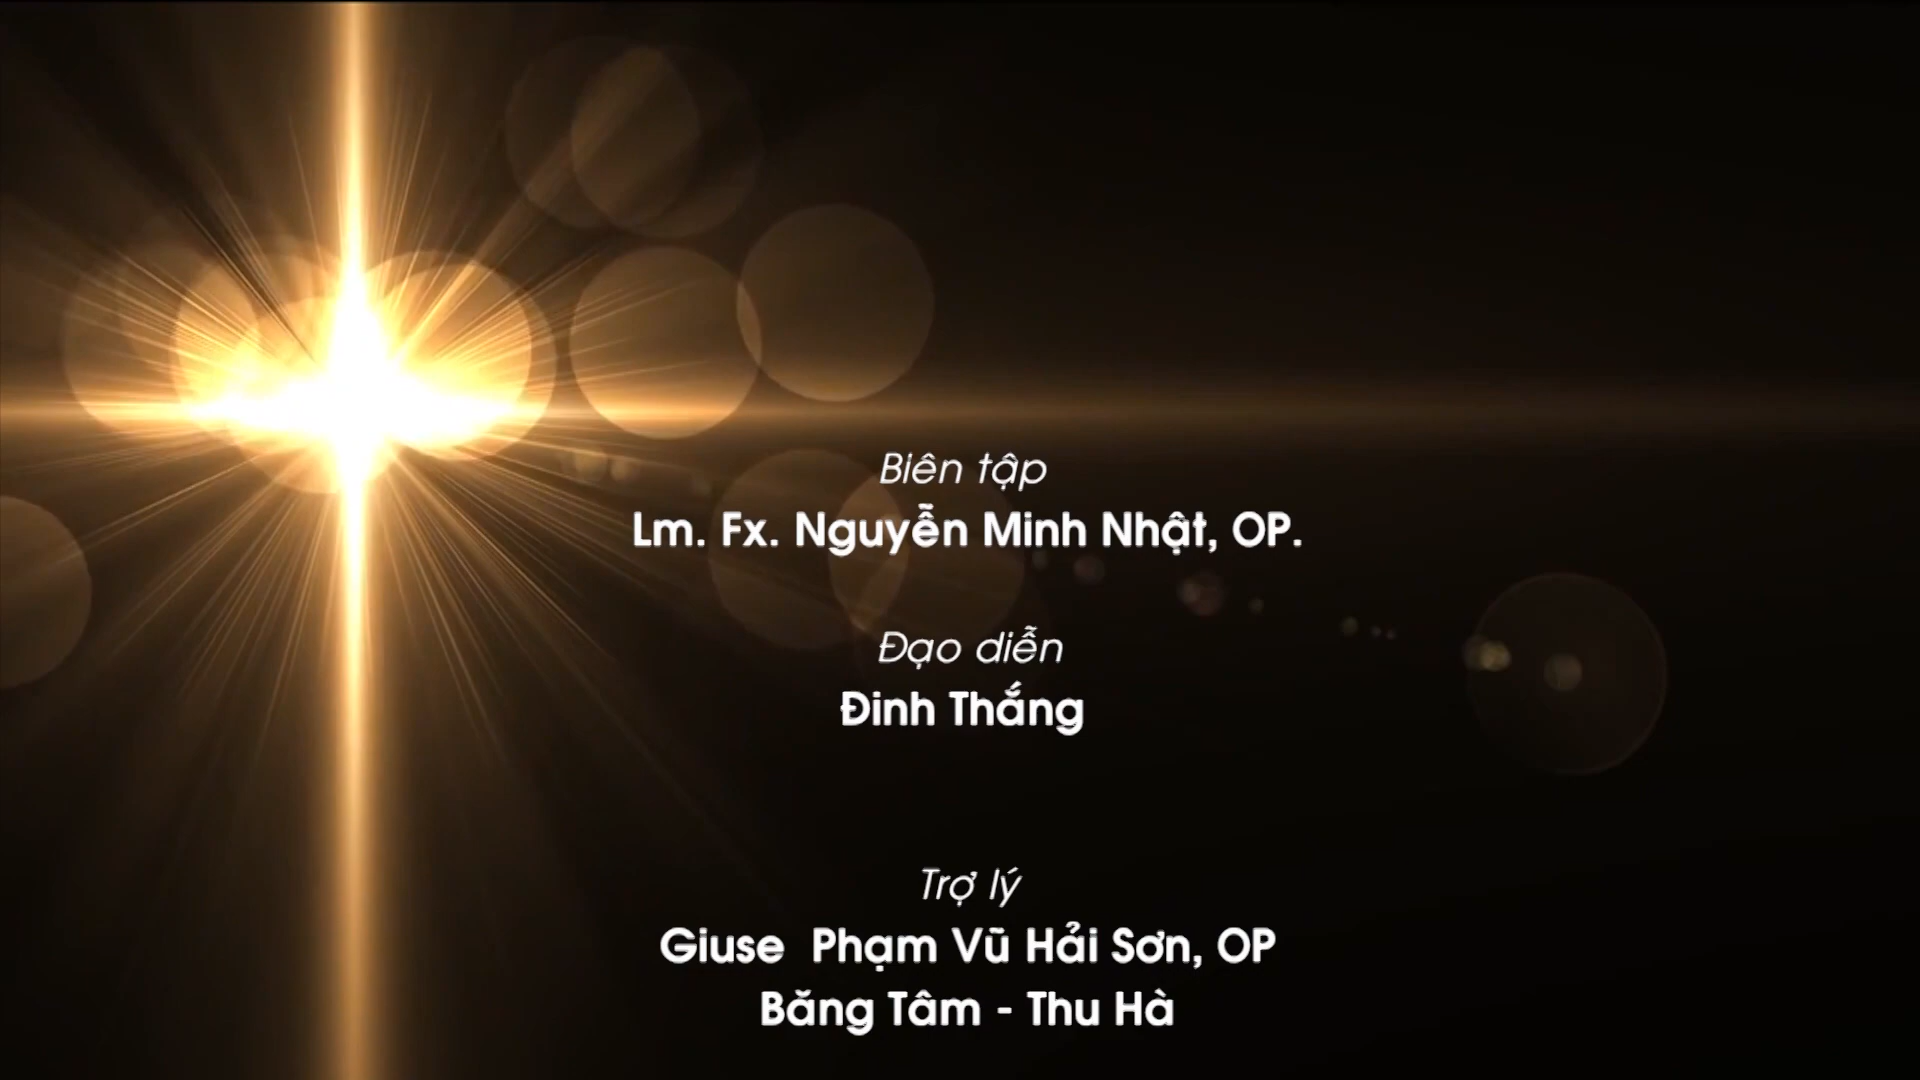 Biên tập
Lm. Fx. Nguyễn Minh Nhật, OP.
Đạo diễn
Đinh Thắng
Trợ lý
Giuse  Phạm Vũ Hải Sơn, OP
Băng Tâm - Thu Hà